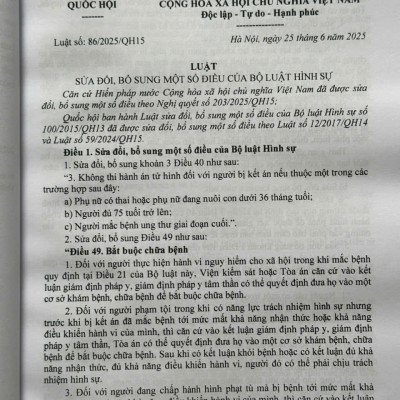 QUỐC HỘI
CỘNG HÒA XÃ HỘI CHỦ NGHĨA VIỆT NAM
Độc lập - Tự do - Hạnh phúc
Luật số: 86/2025/QH15
Hà Nội, ngày 25 tháng 6 năm 2025
LUẬT
SỬA ĐỔI, BỔ SUNG MỘT SỐ ĐIỀU CỦA BỘ LUẬT HÌNH SỰ
Căn cứ Hiến pháp nước Cộng hòa xã hội chủ nghĩa Việt Nam đã được sửa
đổi, bổ sung một số điều theo Nghị quyết số 203/2025/QH15;
Quốc hội ban hành Luật sửa đổi, bổ sung một số điều của Bộ luật Hình sự số
100/2015/QH13 đã được sửa đổi, bổ sung một số điều theo Luật số 12/2017/QH14
và Luật số 59/2024/QH15.
Điều 1. Sửa đổi, bổ sung một số điều của Bộ luật Hình sự
1. Sửa đổi, bổ sung khoản 3 Điều 40 như sau:
“3. Không thi hành án tử hình đối với người bị kết án nếu thuộc một trong các
trường hợp sau đây:
a) Phụ nữ có thai hoặc phụ nữ đang nuôi con dưới 36 tháng tuổi;
b) Người đủ 75 tuổi trở lên;
c) Người mắc bệnh ung thư giai đoạn cuối.”.
2. Sửa đổi, bổ sung Điều 49 như sau:
“Điều 49. Bắt buộc chữa bệnh
1. Đối với người thực hiện hành vi nguy hiểm cho xã hội trong khi mắc bệnh
quy định tại Điều 21 của Bộ luật này, Viện kiểm sát hoặc Tòa án căn cứ vào kết
luận giám định pháp y, giám định pháp y tâm thần có thể quyết định đưa họ vào một
cơ sở khám bệnh, chữa bệnh để bắt buộc chữa bệnh.
2. Đối với người phạm tội trong khi có năng lực trách nhiệm hình sự nhưng
trước khi bị kết án đã mắc bệnh tới mức mất khả năng nhận thức hoặc khả năng
điều khiển hành vi của mình, thì căn cứ vào kết luận giám định pháp y, giám định
pháp y tâm thần, Tòa án có thể quyết định đưa họ vào một cơ sở khám bệnh, chữa
bệnh để bắt buộc chữa bệnh. Sau khi có kết luận khỏi bệnh hoặc có kết luận đủ khả
năng nhận thức, đủ khả năng điều khiển hành vi, người đó có thể phải chịu trách
nhiệm hình sự.
3. Đối với người đang chấp hành hình phạt tù mà bị bệnh tới mức mất khả